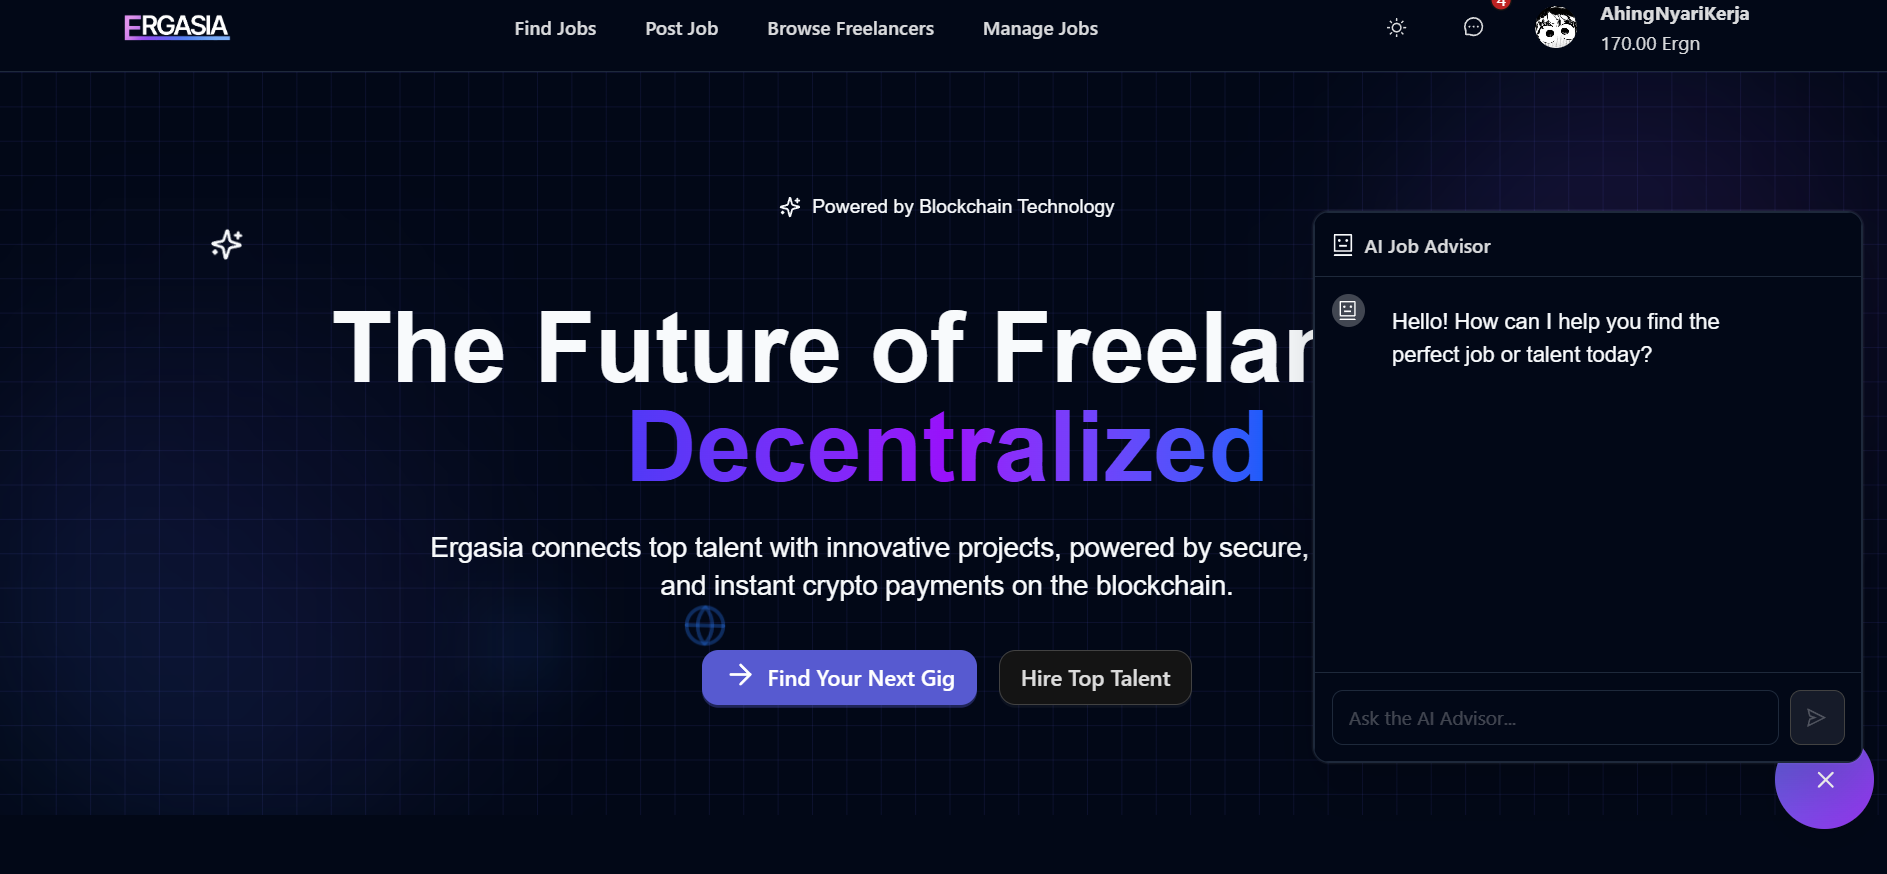 ERGASIA
Find Jobs
Post Job
Browse Freelancers
Manage Jobs
4
AhingNyariKerja
170.00 Ergn
Powered by Blockchain Technology
The Future of Freelan
Decentralized
Ergasia connects top talent with innovative projects, powered by secure,
and instant crypto payments on the blockchain.
Find Your Next Gig
Hire Top Talent
AI Job Advisor
Hello! How can I help you find the
perfect job or talent today?
Ask the AI Advisor...